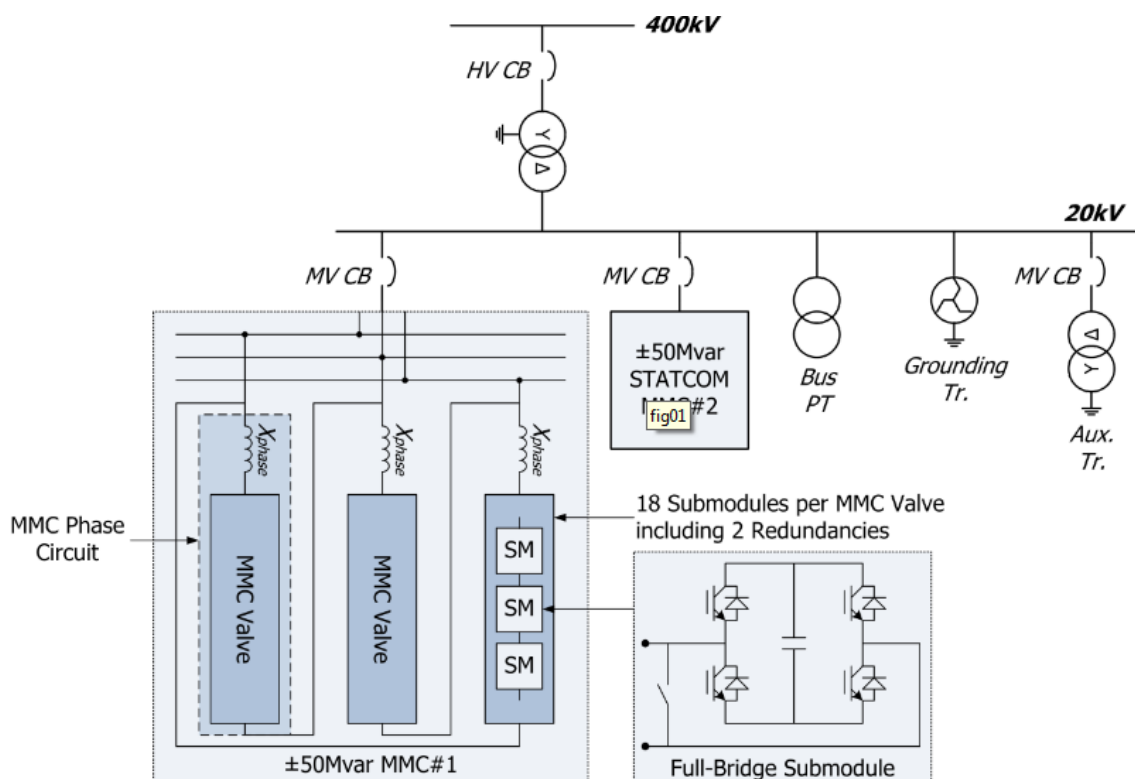 400kV
HV CB
Y
Δ
20kV
MV CB
MV CB
MV CB
±50Mvar
STATCOM
MMC#2
fig01
Bus
PT
Grounding
Tr.
Δ
Y
Aux.
Tr.
Xphase
Xphase
Xphase
MMC Phase
Circuit
MMC Valve
MMC Valve
SM
SM
SM
18 Submodules per MMC Valve
including 2 Redundancies
±50Mvar MMC#1
Full-Bridge Submodule